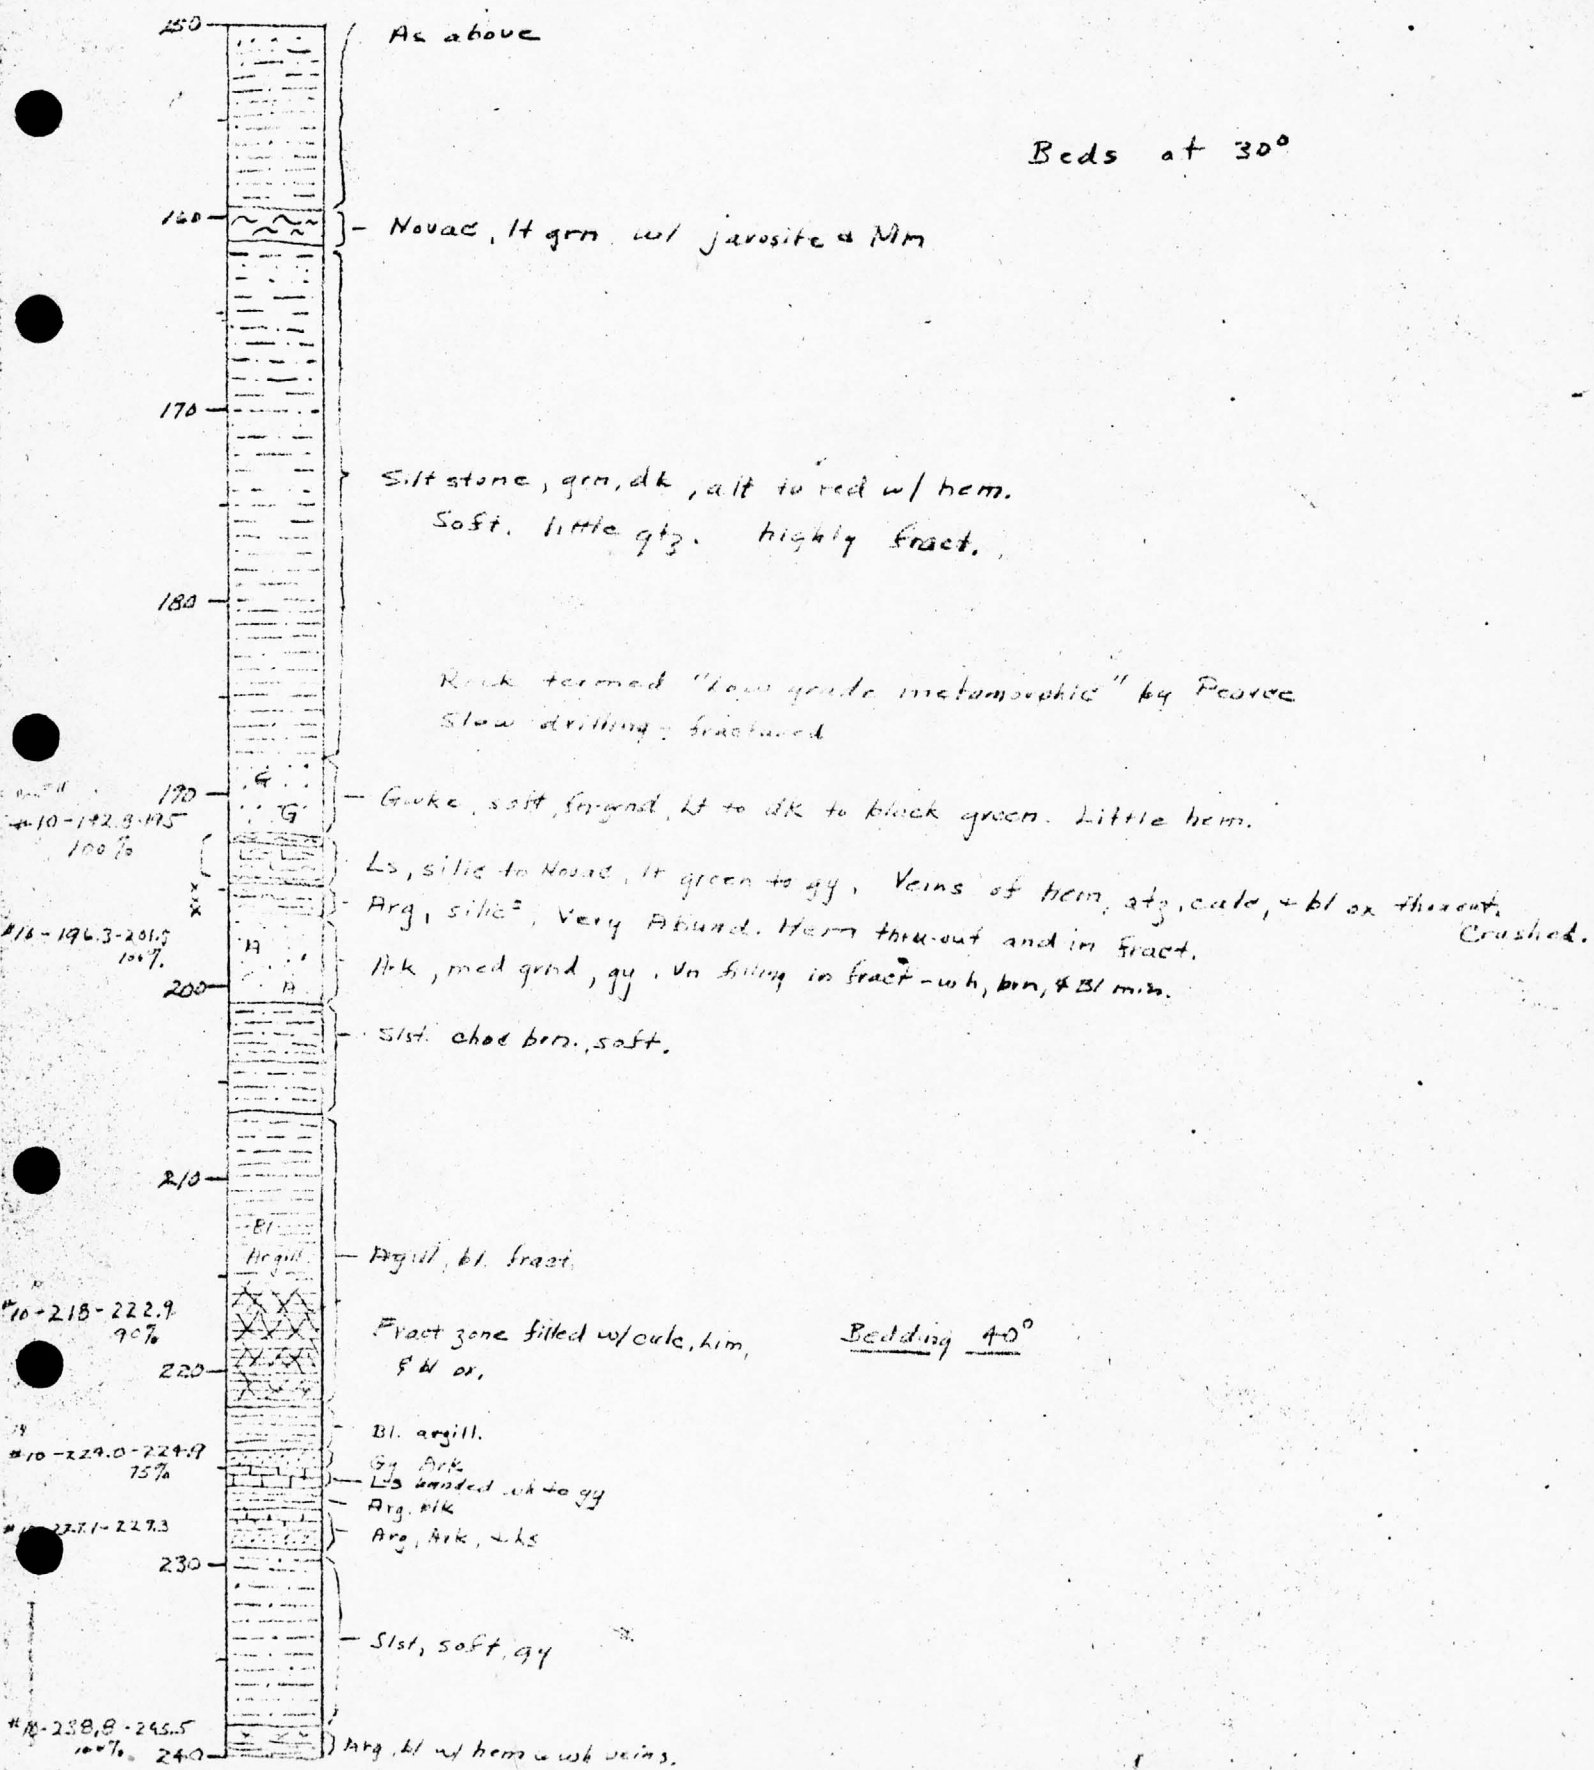 150
As above
Beds at 30°
160
Novac, lt grn w/ jarosite & Mn
170
Siltstone, grn, dk, alt to red w/ hem.
Soft. little qtz. highly fract.
180
Rock termed "low grade metamorphic" by Pearce
Slow drilling, fractured
G
190
G
Gwke, soft, fn-grnd, Lt to dk to black green. Little hem.
100%
Ls, silic to Novac, lt green to gy. Veins of hem, qtz, calc, + bl ox thruout.
Crushed.
Arg, silic, Very Abund. Hem thru-out and in fract.
xxx
#10-196.3-201.5
100%
A
Ark, med grnd, gy. Vn filling in fract - wh, brn, & Bl min.
200
A
Slst. choc brn., soft.
210
Bl
Argill
Agill, bl. fract.
#10-218-222.9
90%
Fract zone filled w/ calc, lim,
& bl ox.
Bedding 40°
220
Bl. argill.
#10-224.0-224.9
75%
Gy Ark
Ls banded wh to gy
Arg. blk
227.1-229.3
Arg, Ark, + Ls
230
Slst, soft, gy
#10-238.8-245.5
100%
240
Arg, bl w/ hem & wh veins.